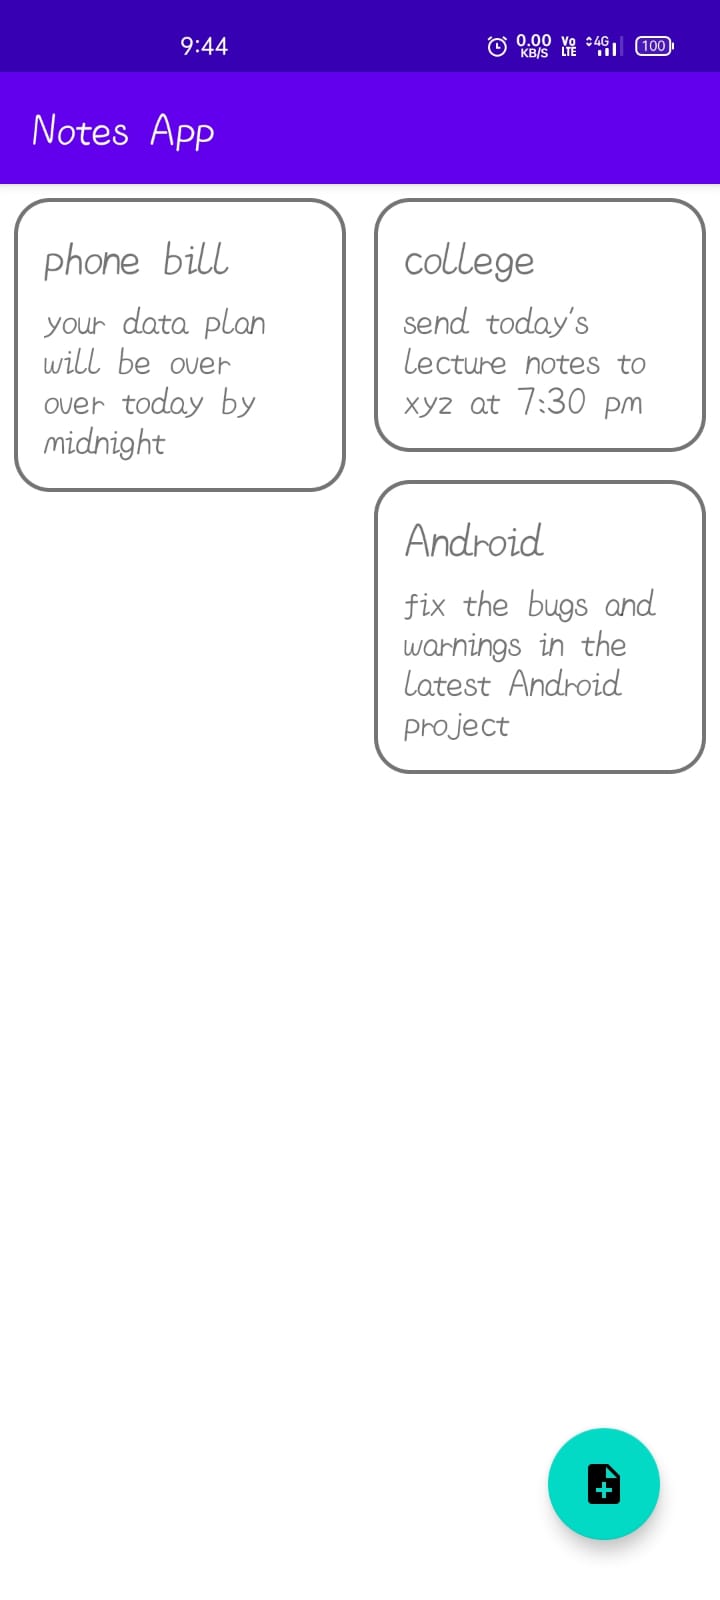 9:44
0.00
KB/S
Vo
LTE
4G
100
Notes App
phone bill
your data plan
will be over
over today by
midnight
college
send today's
lecture notes to
xyz at 7:30 pm
Android
fix the bugs and
warnings in the
latest Android
project